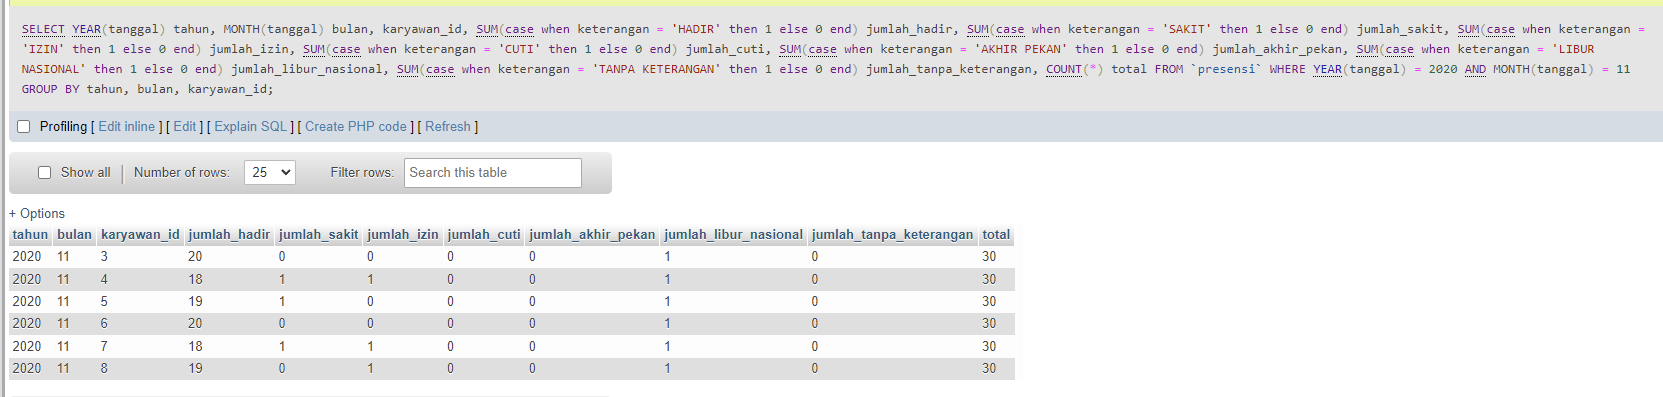 SELECT YEAR(tanggal) tahun, MONTH(tanggal) bulan, karyawan_id, SUM(case when keterangan = 'HADIR' then 1 else 0 end) jumlah_hadir, SUM(case when keterangan = 'SAKIT' then 1 else 0 end) jumlah_sakit, SUM(case when keterangan =
'IZIN' then 1 else 0 end) jumlah_izin, SUM(case when keterangan = 'CUTI' then 1 else 0 end) jumlah_cuti, SUM(case when keterangan = 'AKHIR PEKAN' then 1 else 0 end) jumlah_akhir_pekan, SUM(case when keterangan = 'LIBUR
NASIONAL' then 1 else 0 end) jumlah_libur_nasional, SUM(case when keterangan = 'TANPA KETERANGAN' then 1 else 0 end) jumlah_tanpa_keterangan, COUNT(*) total FROM `presensi` WHERE YEAR(tanggal) = 2020 AND MONTH(tanggal) = 11
GROUP BY tahun, bulan, karyawan_id;
Profiling [ Edit inline ] [ Edit ] [ Explain SQL ] [ Create PHP code ] [ Refresh ]
Show all | Number of rows: 25 Filter rows: Search this table
+ Options
tahun bulan karyawan_id jumlah_hadir jumlah_sakit jumlah_izin jumlah_cuti jumlah_akhir_pekan jumlah_libur_nasional jumlah_tanpa_keterangan total
2020 11 3 20 0 0 0 0 1 0 30
2020 11 4 18 1 1 0 0 1 0 30
2020 11 5 19 1 0 0 0 1 0 30
2020 11 6 20 0 0 0 0 1 0 30
2020 11 7 18 1 1 0 0 1 0 30
2020 11 8 19 0 1 0 0 1 0 30